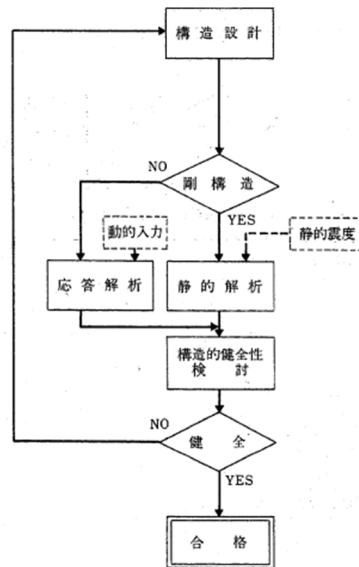 構造設計
NO
剛構造
YES
動的入力
静的震度
応答解析
静的解析
構造的健全性
検討
NO
健全
YES
合格